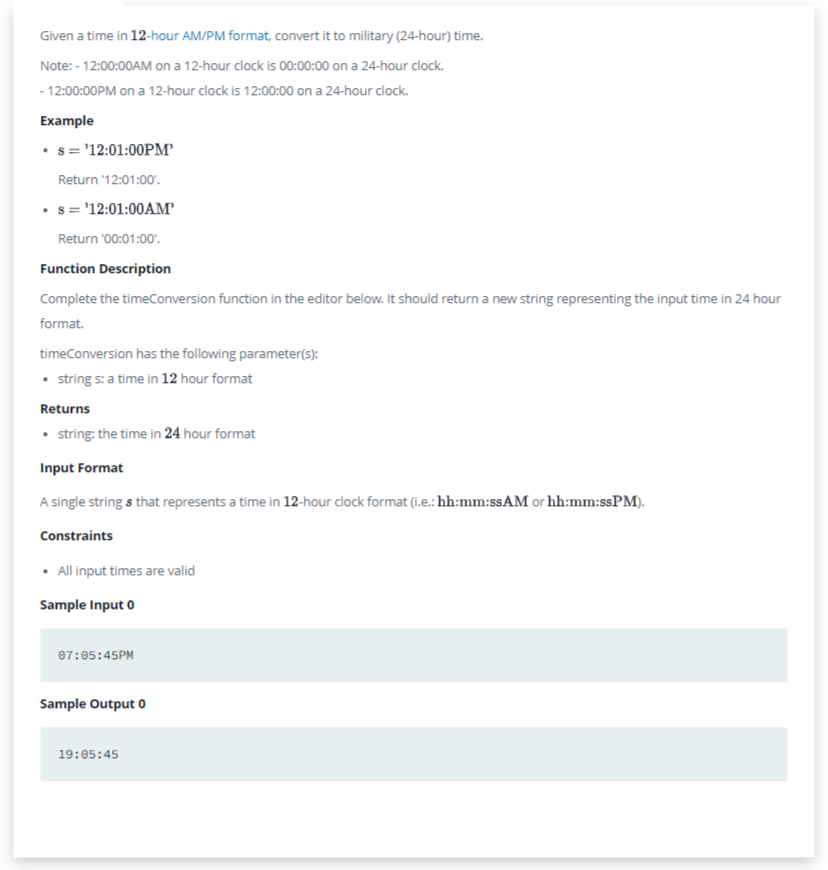 Given a time in 12-hour AM/PM format, convert it to military (24-hour) time.
Note: - 12:00:00AM on a 12-hour clock is 00:00:00 on a 24-hour clock.
- 12:00:00PM on a 12-hour clock is 12:00:00 on a 24-hour clock.
Example
• s = '12:01:00PM'
Return '12:01:00'.
• s = '12:01:00AM'
Return '00:01:00'.
Function Description
Complete the timeConversion function in the editor below. It should return a new string representing the input time in 24 hour
format.
timeConversion has the following parameter(s):
• string s: a time in 12 hour format
Returns
• string: the time in 24 hour format
Input Format
A single string s that represents a time in 12-hour clock format (i.e.: hh:mm:ssAM or hh:mm:ssPM).
Constraints
• All input times are valid
Sample Input 0
07:05:45PM
Sample Output 0
19:05:45